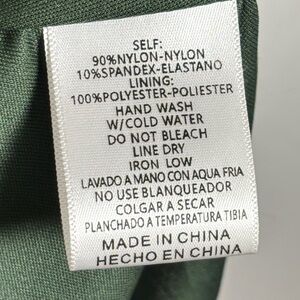 SELF:
90%NYLON-NYLON
10%SPANDEX-ELASTANO
LINING:
100%POLYESTER-POLIESTER
HAND WASH
W/COLD WATER
DO NOT BLEACH
LINE DRY
IRON LOW
LAVADO A MANO CON AQUA FRIA
NO USE BLANQUEADOR
COLGAR A SECAR
PLANCHADO A TEMPERATURA TIBIA
MADE IN CHINA
HECHO EN CHINA